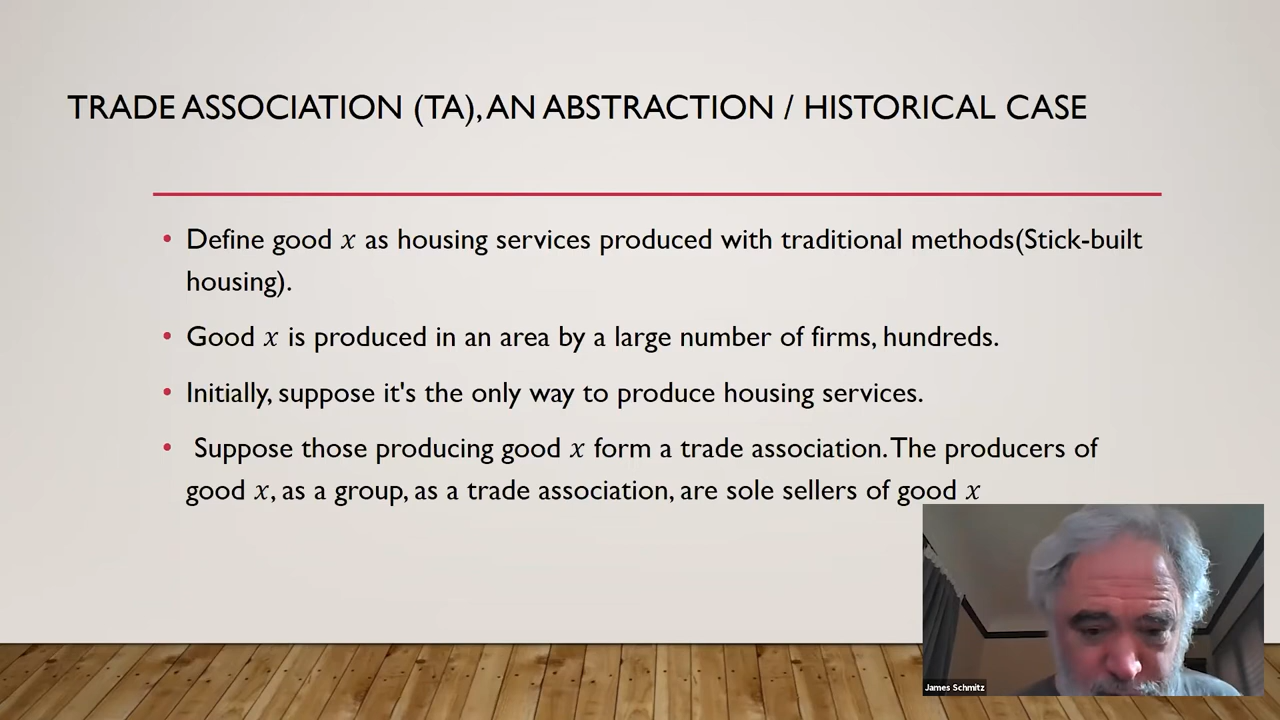 TRADE ASSOCIATION (TA), AN ABSTRACTION / HISTORICAL CASE
• Define good x as housing services produced with traditional methods(Stick-built
housing).
• Good x is produced in an area by a large number of firms, hundreds.
• Initially, suppose it's the only way to produce housing services.
• Suppose those producing good x form a trade association. The producers of
good x, as a group, as a trade association, are sole sellers of good x
James Schmitz